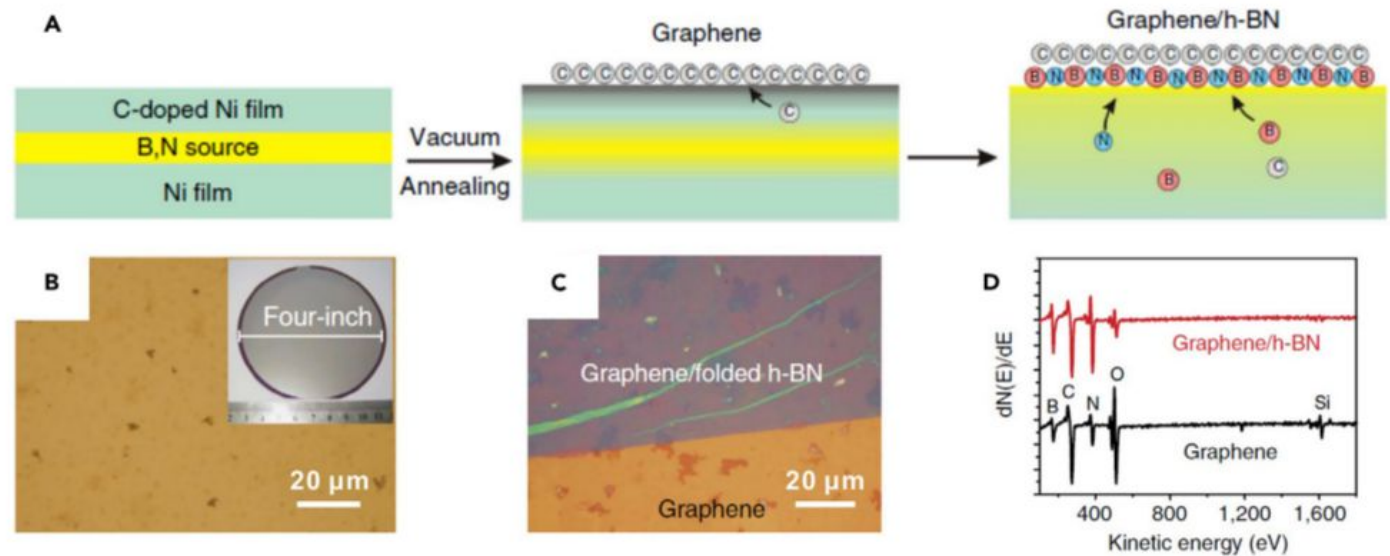 A
C-doped Ni film
B,N source
Ni film
Vacuum
Annealing
Graphene
C C C C C C C C C C C C C C
C
Graphene/h-BN
C C C C C C C C C C C C C C C
B N B N B N B N B N B N B N B N B
N
B
B
C
B
Four-inch
20 μm
C
Graphene/folded h-BN
Graphene
20 μm
D
dN(E)/dE
Graphene/h-BN
B
C
N
O
Si
Graphene
400
800
1,200
1,600
Kinetic energy (eV)